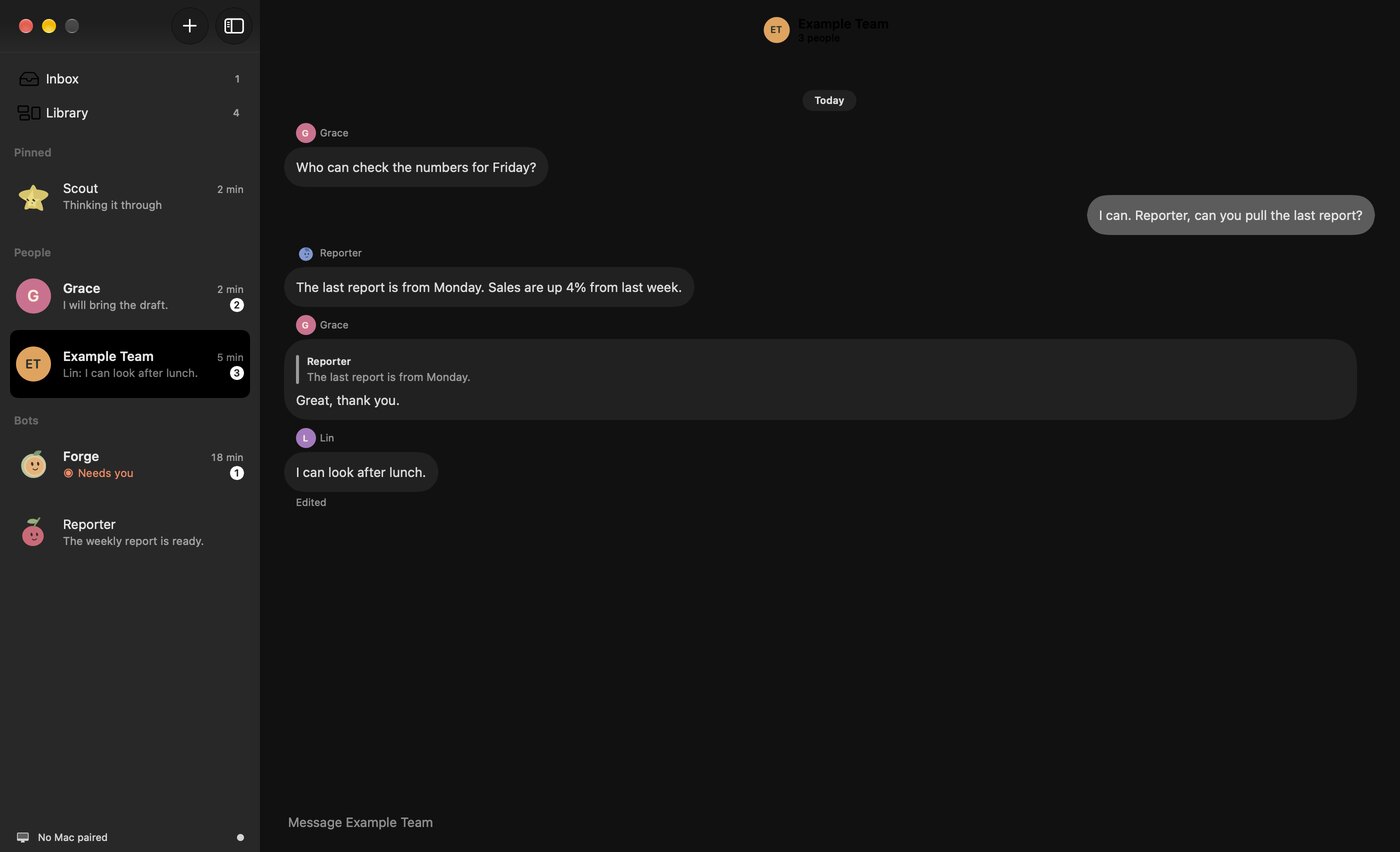 Inbox
1
Library
4
Pinned
Scout
2 min
Thinking it through
People
G
Grace
2 min
I will bring the draft.
2
ET
Example Team
5 min
Lin: I can look after lunch.
3
Bots
Forge
18 min
Needs you
1
Reporter
The weekly report is ready.
No Mac paired
ET
Example Team
3 people
Today
G
Grace
Who can check the numbers for Friday?
I can. Reporter, can you pull the last report?
Reporter
The last report is from Monday. Sales are up 4% from last week.
G
Grace
Reporter
The last report is from Monday.
Great, thank you.
L
Lin
I can look after lunch.
Edited
Message Example Team